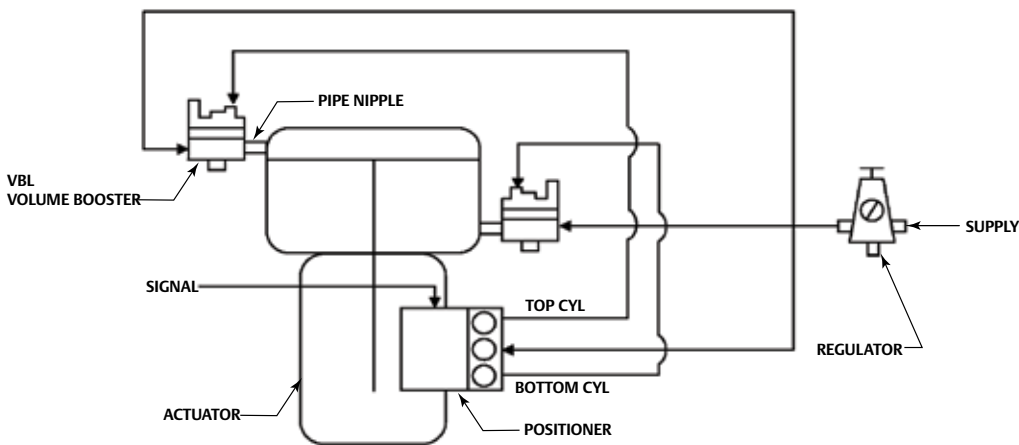 PIPE NIPPLE
VBL
VOLUME BOOSTER
SUPPLY
SIGNAL
TOP CYL
REGULATOR
BOTTOM CYL
ACTUATOR
POSITIONER